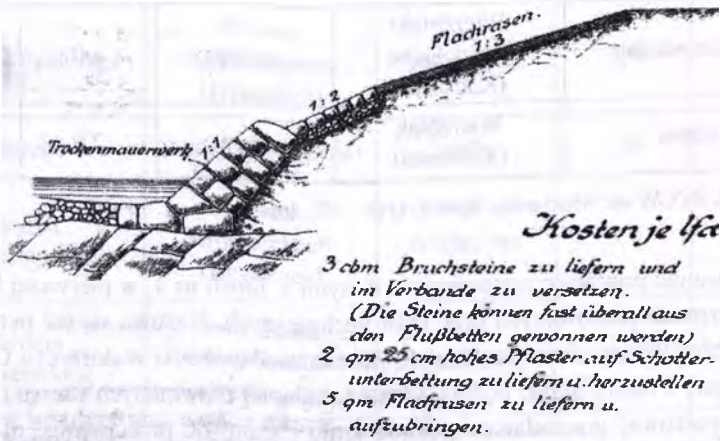 Flachrasen.
1:3
1:2
1:1
Trockenmauerwerk
Kosten je lfd
3 cbm Bruchsteine zu liefern und
im Verbande zu versetzen.
(Die Steine können fast überall aus
den Flußbetten gewonnen werden)
2 qm 25 cm hohes Pflaster auf Schotter-
unterbettung zu liefern u. herzustellen
5 qm Flachrasen zu liefern u.
aufzubringen.